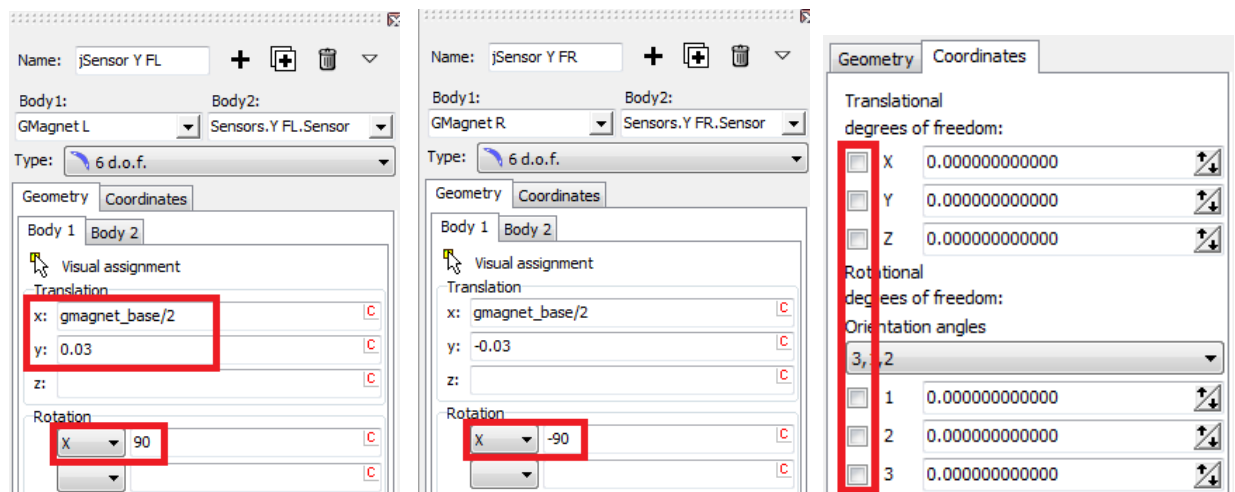 Name: jSensor Y FL
Body1: Body2:
GMagnet L Sensors.Y FL.Sensor
Type: 6 d.o.f.
Geometry Coordinates
Body 1 Body 2
Visual assignment
Translation
x: gmagnet_base/2 C
y: 0.03 C
z: C
Rotation
X 90 C
C
Name: jSensor Y FR
Body1: Body2:
GMagnet R Sensors.Y FR.Sensor
Type: 6 d.o.f.
Geometry Coordinates
Body 1 Body 2
Visual assignment
Translation
x: gmagnet_base/2 C
y: -0.03 C
z: C
Rotation
X -90 C
C
Geometry Coordinates
Translational
degrees of freedom:
X 0.000000000000
Y 0.000000000000
Z 0.000000000000
Rotational
degrees of freedom:
Orientation angles
3,1,2
1 0.000000000000
2 0.000000000000
3 0.000000000000